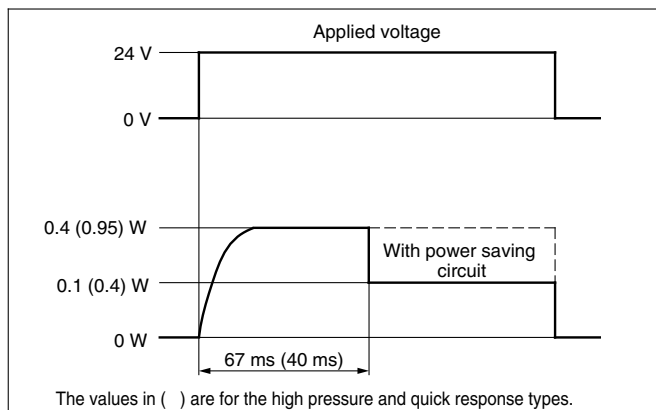 Applied voltage
24 V
0 V
0.4 (0.95) W
With power saving
circuit
0.1 (0.4) W
0 W
67 ms (40 ms)
The values in (   ) are for the high pressure and quick response types.